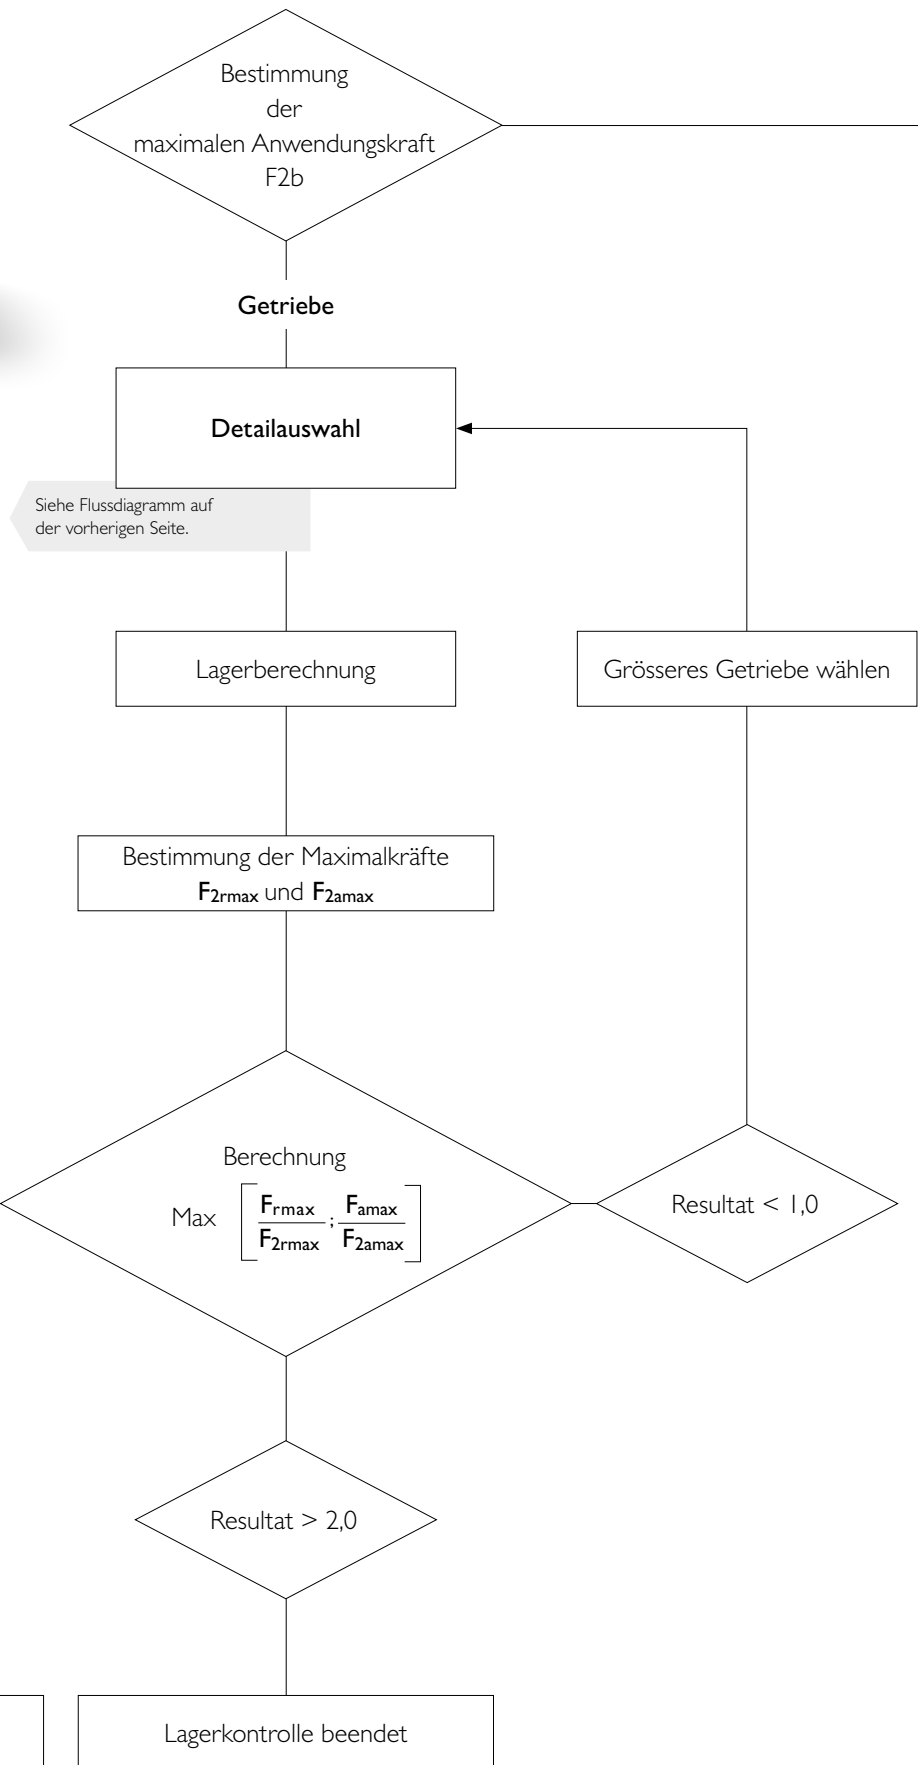 Bestimmung
der
maximalen Anwendungskraft
F2b
Getriebe
Detailauswahl
Siehe Flussdiagramm auf
der vorherigen Seite.
Lagerberechnung
Grösseres Getriebe wählen
Bestimmung der Maximalkräfte
F2rmax und F2amax
Berechnung
Max [Frmax/F2rmax ; Famax/F2amax]
Resultat < 1,0
Resultat > 2,0
Lagerkontrolle beendet